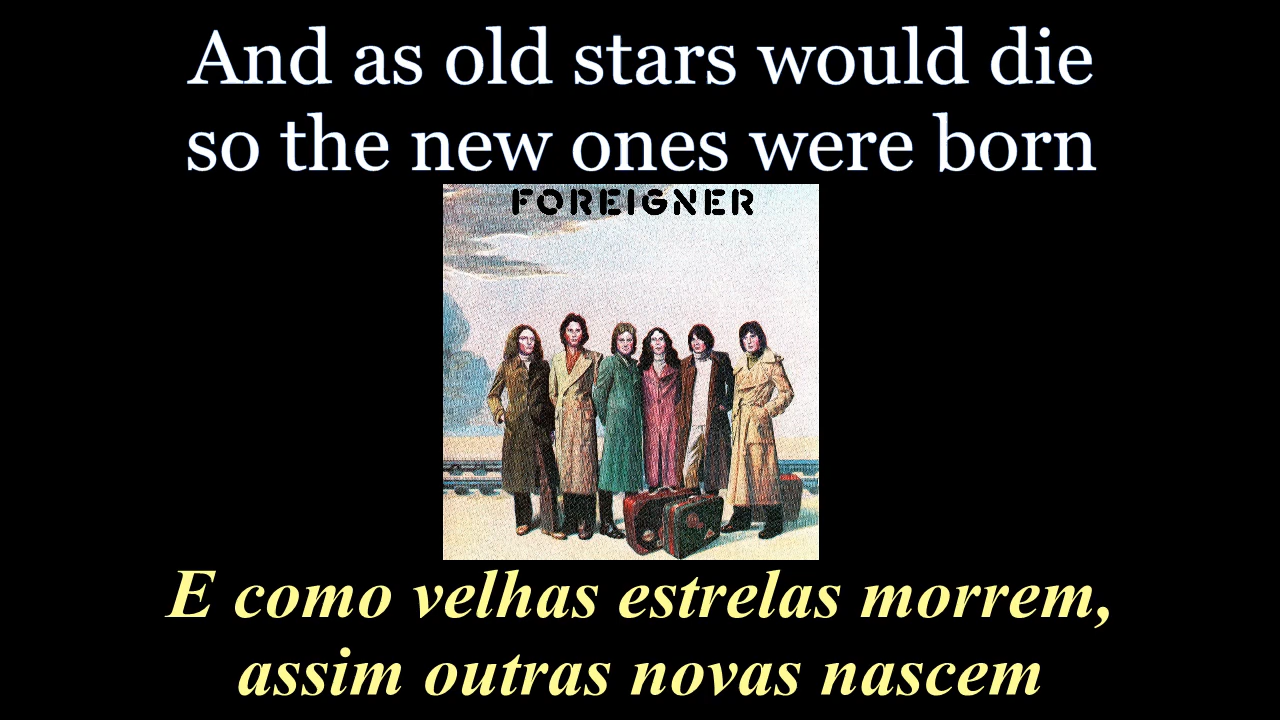 And as old stars would die
so the new ones were born
FOREIGNER
E como velhas estrelas morrem,
assim outras novas nascem